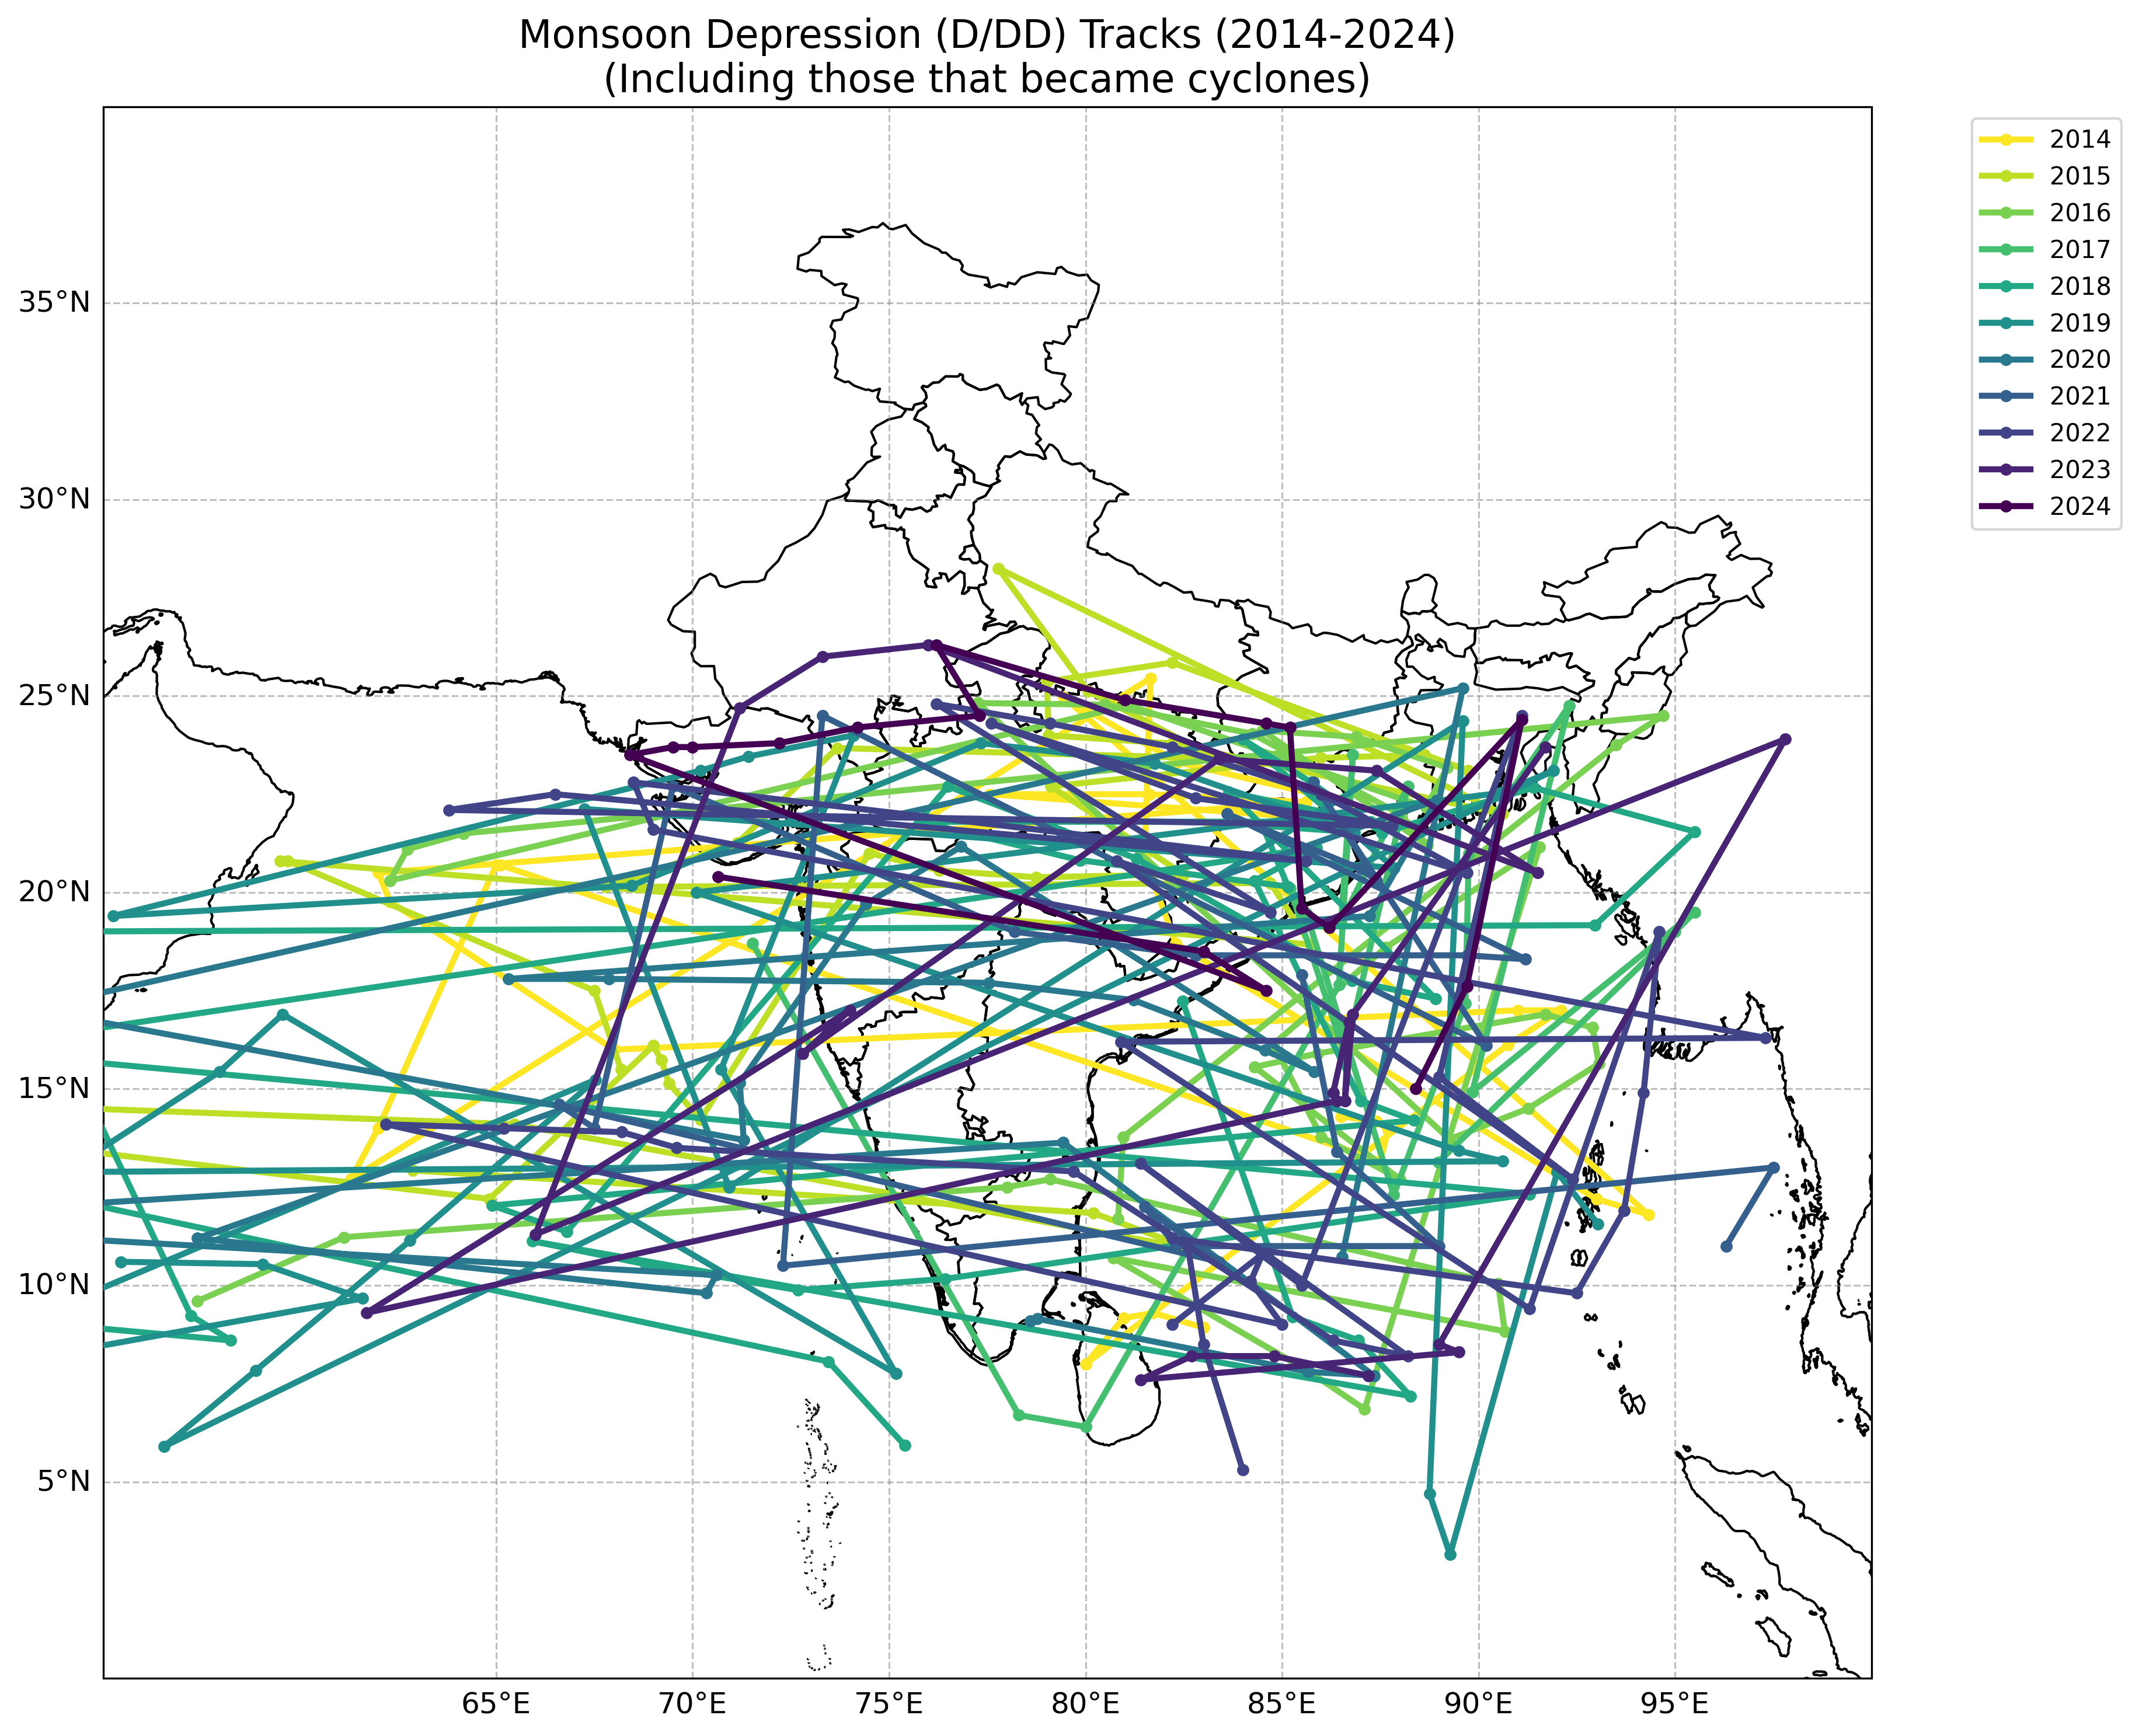 Monsoon Depression (D/DD) Tracks (2014-2024)
(Including those that became cyclones)
2014
2015
2016
2017
2018
2019
2020
2021
2022
2023
2024
35°N
30°N
25°N
20°N
15°N
10°N
5°N
65°E 70°E 75°E 80°E 85°E 90°E 95°E